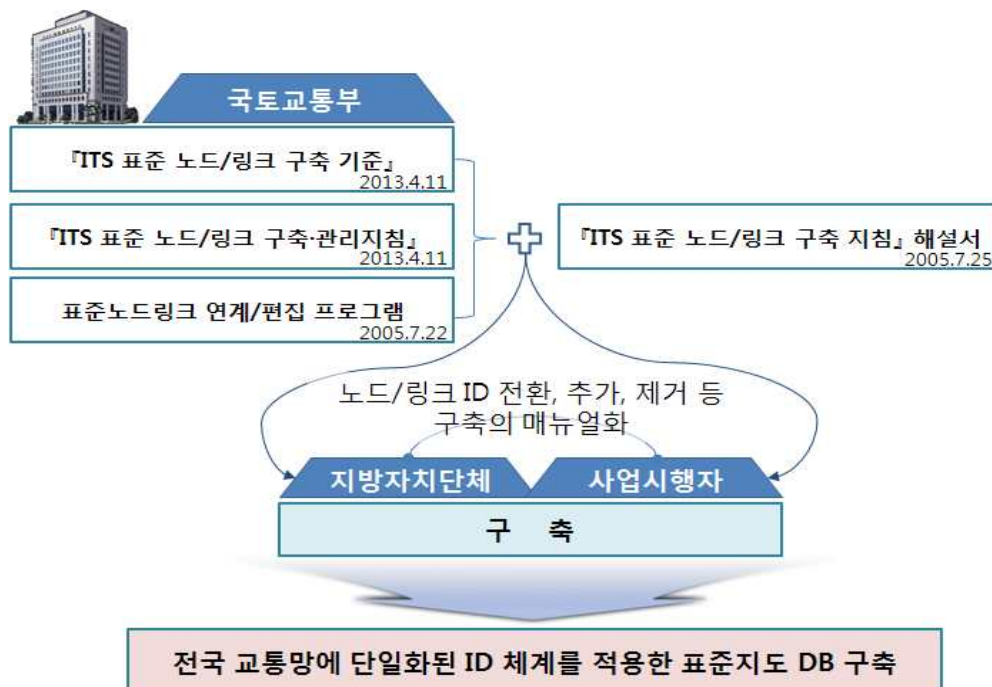 국토교통부
『ITS 표준 노드/링크 구축 기준』
2013.4.11
『ITS 표준 노드/링크 구축·관리지침』
2013.4.11
표준노드링크 연계/편집 프로그램
2005.7.22
『ITS 표준 노드/링크 구축 지침』 해설서
2005.7.25
노드/링크 ID 전환, 추가, 제거 등
구축의 매뉴얼화
지방자치단체
사업시행자
구 축
전국 교통망에 단일화된 ID 체계를 적용한 표준지도 DB 구축